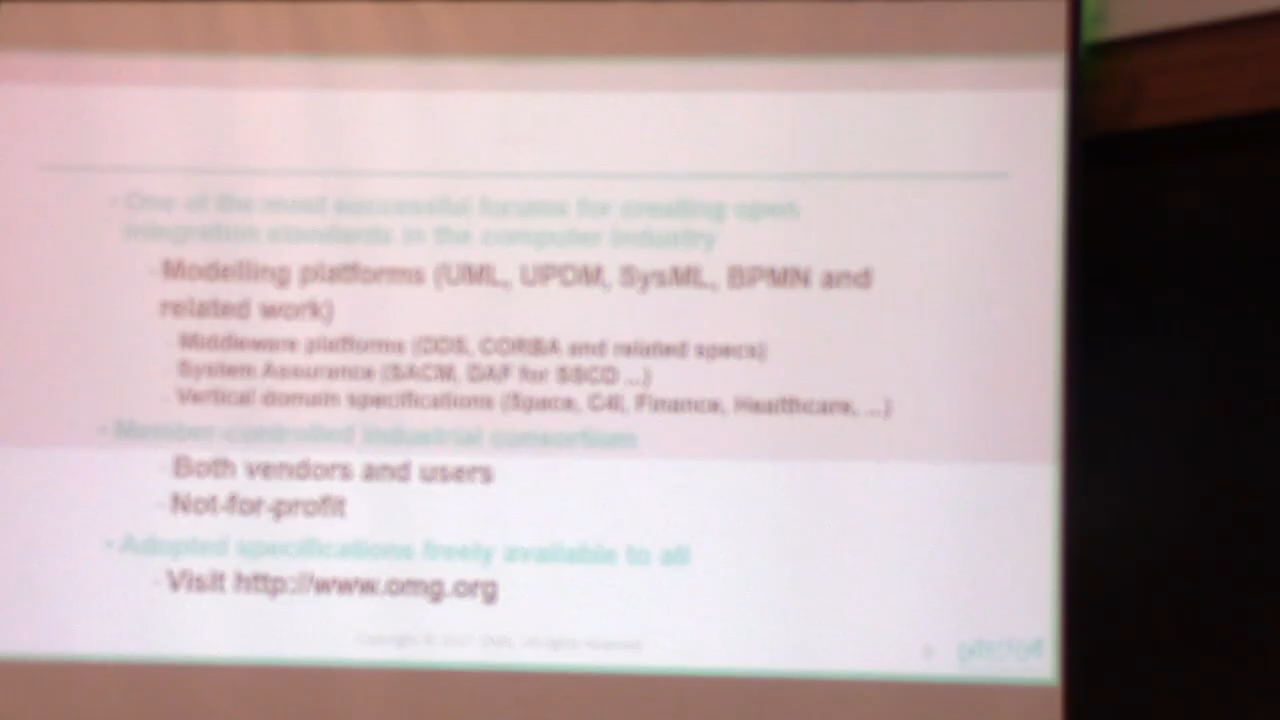 • One of the most successful forums for creating open
integration standards in the computer industry
- Modelling platforms (UML, UPDM, SysML, BPMN and
related work)
- Middleware platforms (DDS, CORBA and related specs)
- System Assurance (SACM, DAF for SSCD ...)
- Vertical domain specifications (Space, C4I, Finance, Healthcare, ...)
• Member-controlled industrial consortium
- Both vendors and users
- Not-for-profit
• Adopted specifications freely available to all
- Visit http://www.omg.org